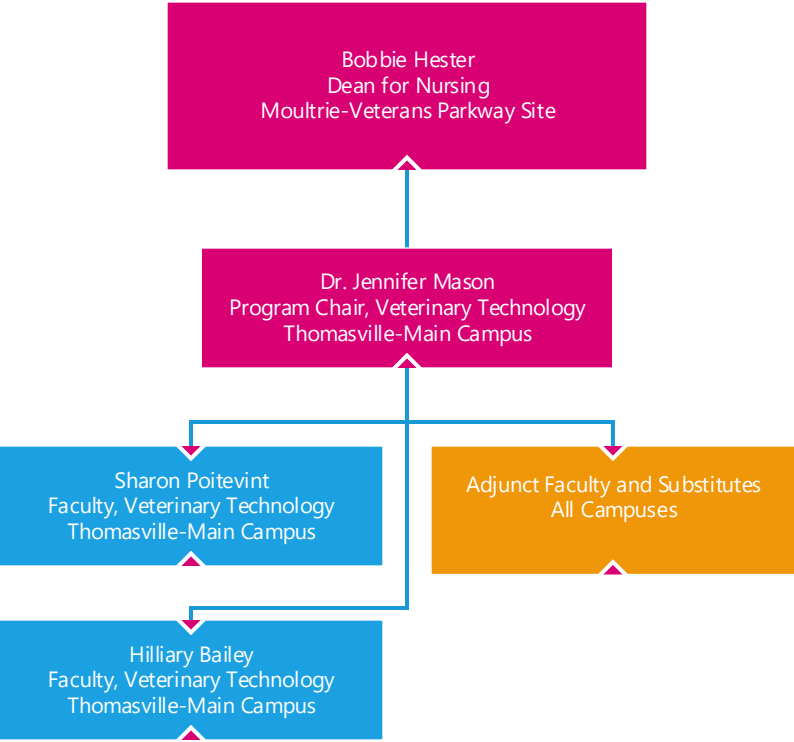 Bobbie Hester
Dean for Nursing
Moultrie-Veterans Parkway Site
Dr. Jennifer Mason
Program Chair, Veterinary Technology
Thomasville-Main Campus
Sharon Poitevint
Faculty, Veterinary Technology
Thomasville-Main Campus
Adjunct Faculty and Substitutes
All Campuses
Hilliary Bailey
Faculty, Veterinary Technology
Thomasville-Main Campus